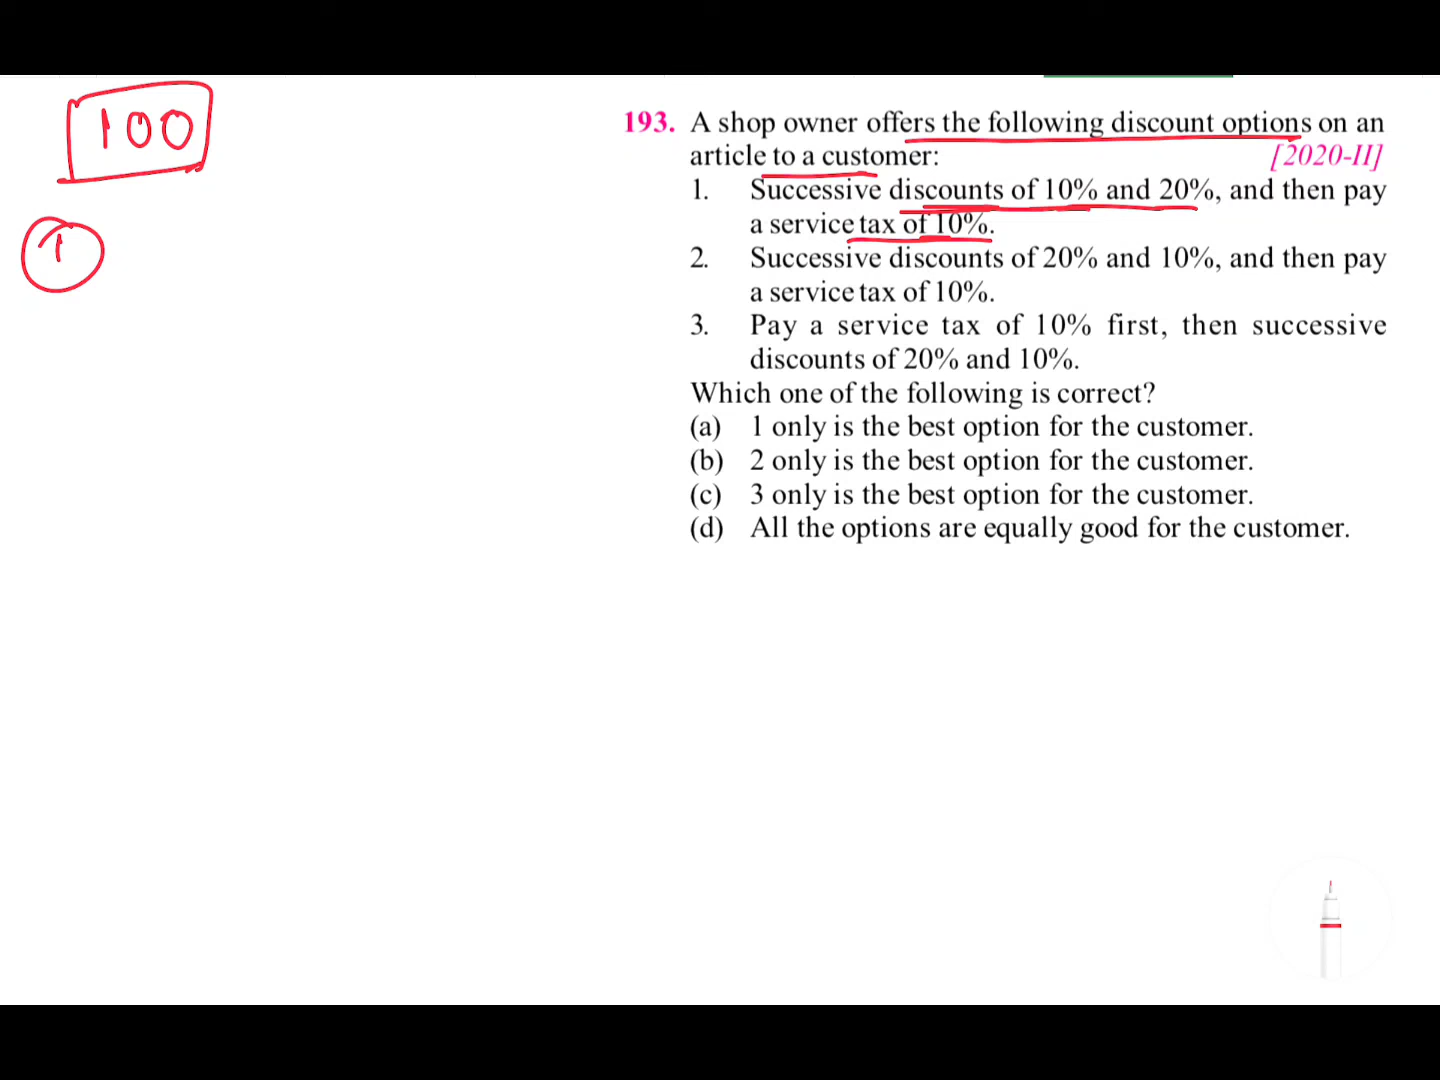 100
1
193. A shop owner offers the following discount options on an
article to a customer: [2020-II]
1. Successive discounts of 10% and 20%, and then pay
a service tax of 10%.
2. Successive discounts of 20% and 10%, and then pay
a service tax of 10%.
3. Pay a service tax of 10% first, then successive
discounts of 20% and 10%.
Which one of the following is correct?
(a) 1 only is the best option for the customer.
(b) 2 only is the best option for the customer.
(c) 3 only is the best option for the customer.
(d) All the options are equally good for the customer.